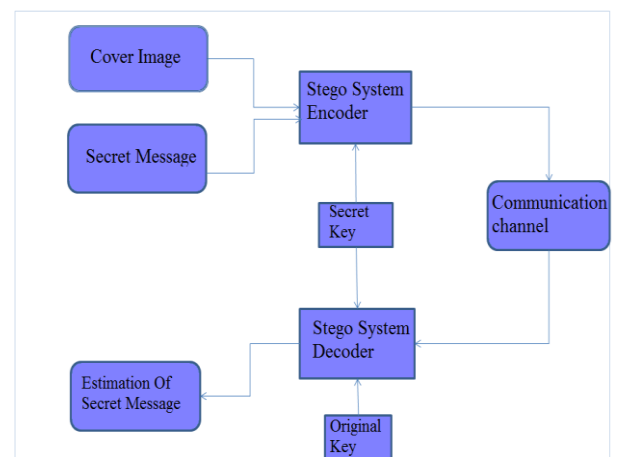 Cover Image
Stego System
Encoder
Secret Message
Communication
channel
Secret
Key
Stego System
Decoder
Estimation Of
Secret Message
Original
Key